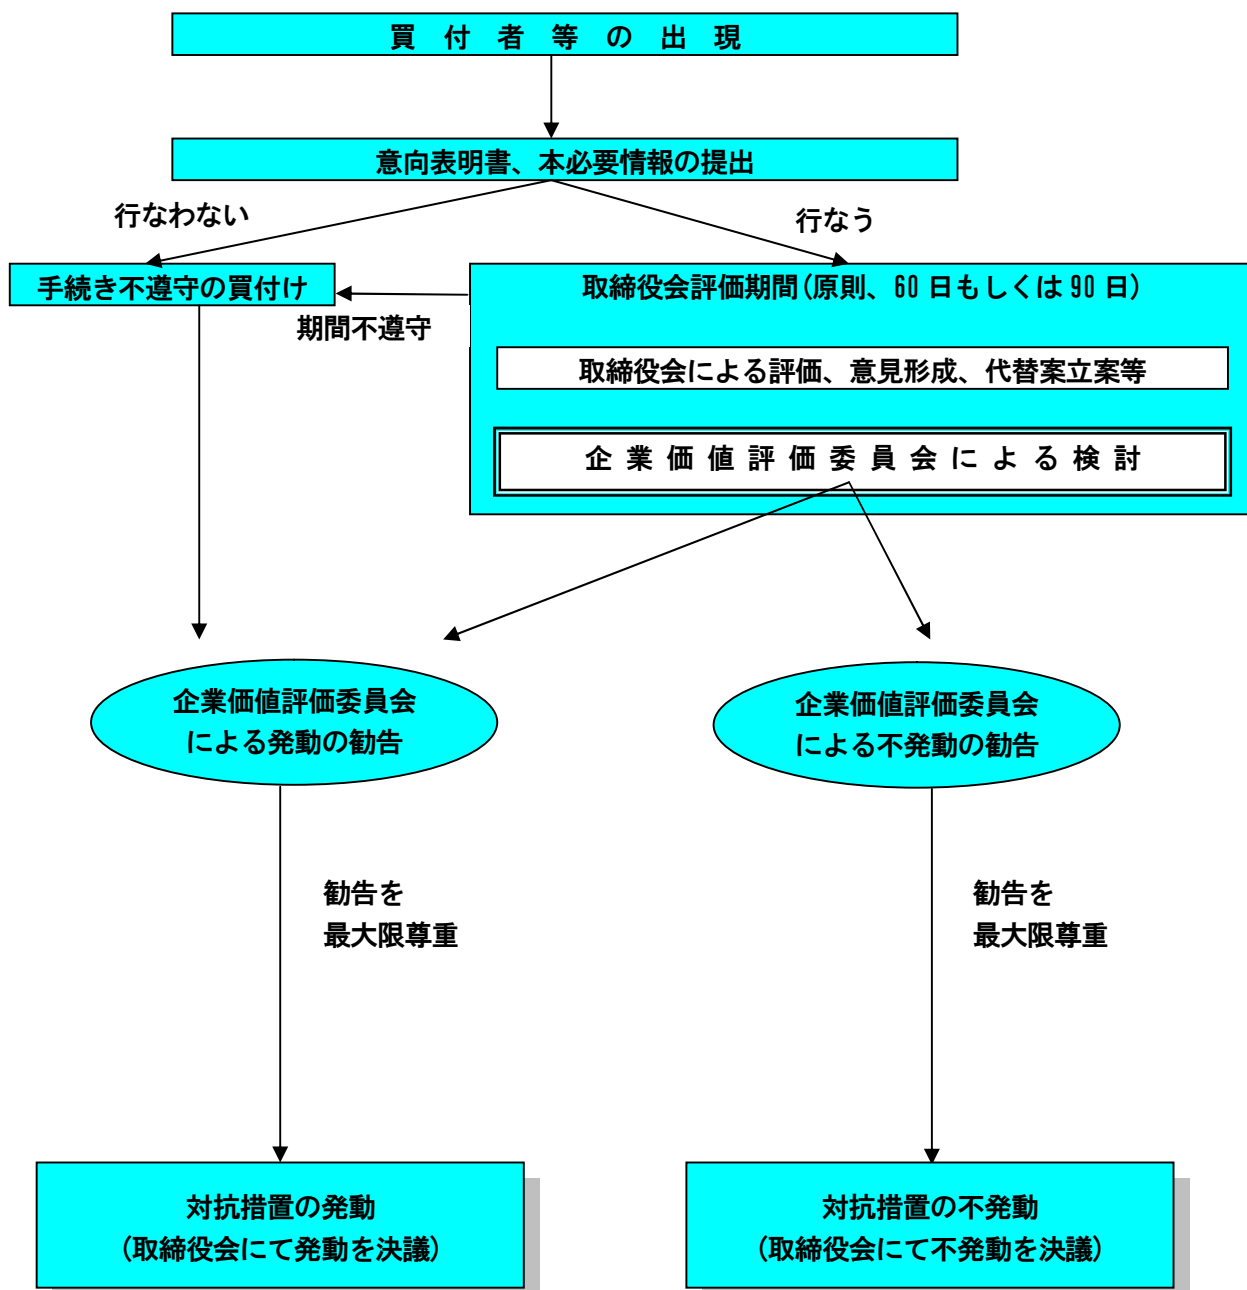 買付者等の出現
意向表明書、本必要情報の提出
行なわない
行なう
手続き不遵守の買付け
取締役会評価期間(原則、60日もしくは90日)
期間不遵守
取締役会による評価、意見形成、代替案立案等
企業価値評価委員会による検討
企業価値評価委員会
による発動の勧告
企業価値評価委員会
による不発動の勧告
勧告を
最大限尊重
勧告を
最大限尊重
対抗措置の発動
(取締役会にて発動を決議)
対抗措置の不発動
(取締役会にて不発動を決議)